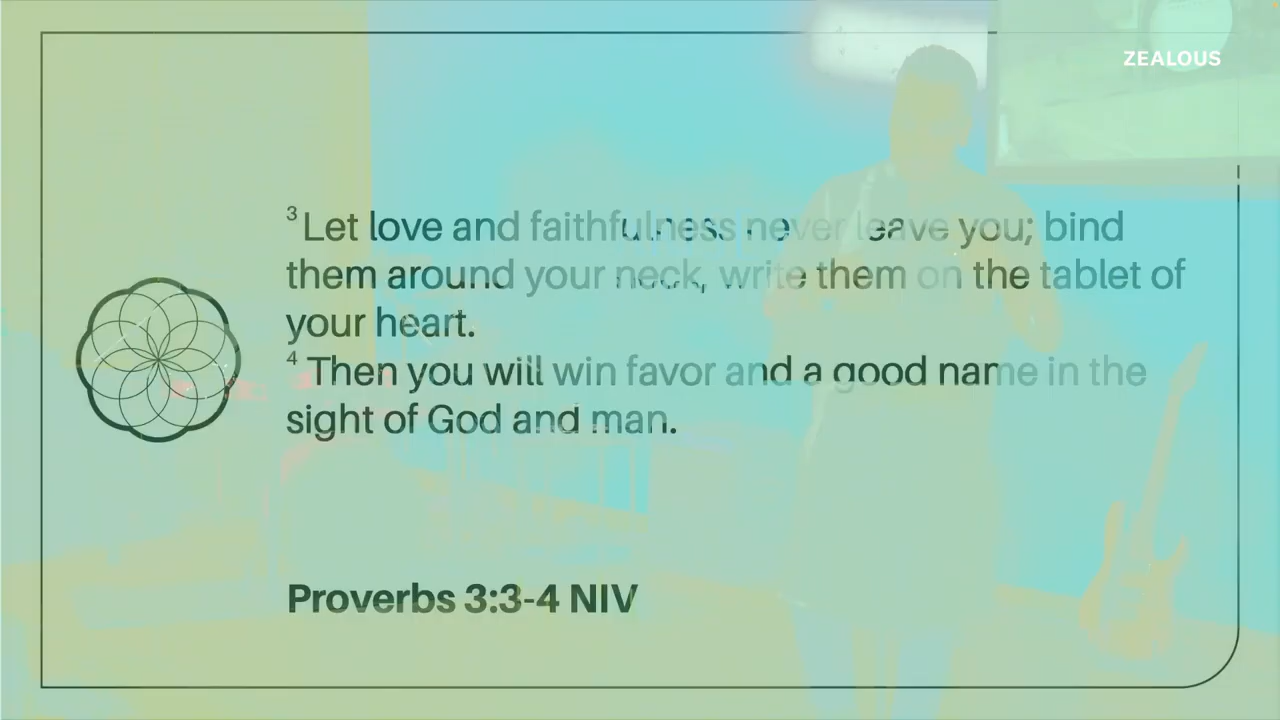 ZEALOUS
3 Let love and faithfulness never leave you; bind
them around your neck, write them on the tablet of
your heart.
4 Then you will win favor and a good name in the
sight of God and man.
Proverbs 3:3-4 NIV